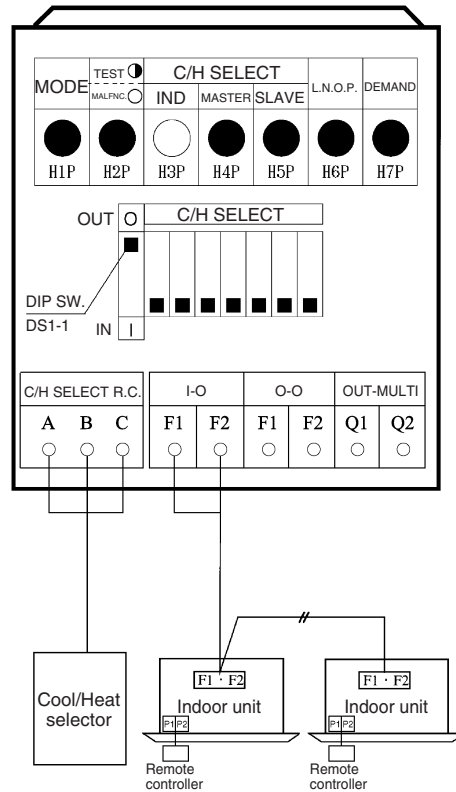 MODE TEST C/H SELECT L.N.O.P. DEMAND
MALFNC. IND MASTER SLAVE
H1P H2P H3P H4P H5P H6P H7P
OUT O C/H SELECT
DIP SW.
DS1-1 IN I
C/H SELECT R.C. I-O O-O OUT-MULTI
A B C F1 F2 F1 F2 Q1 Q2
F1 · F2 F1 · F2
Cool/Heat selector
Indoor unit Indoor unit
P1 P2 P1 P2
Remote controller
Remote controller